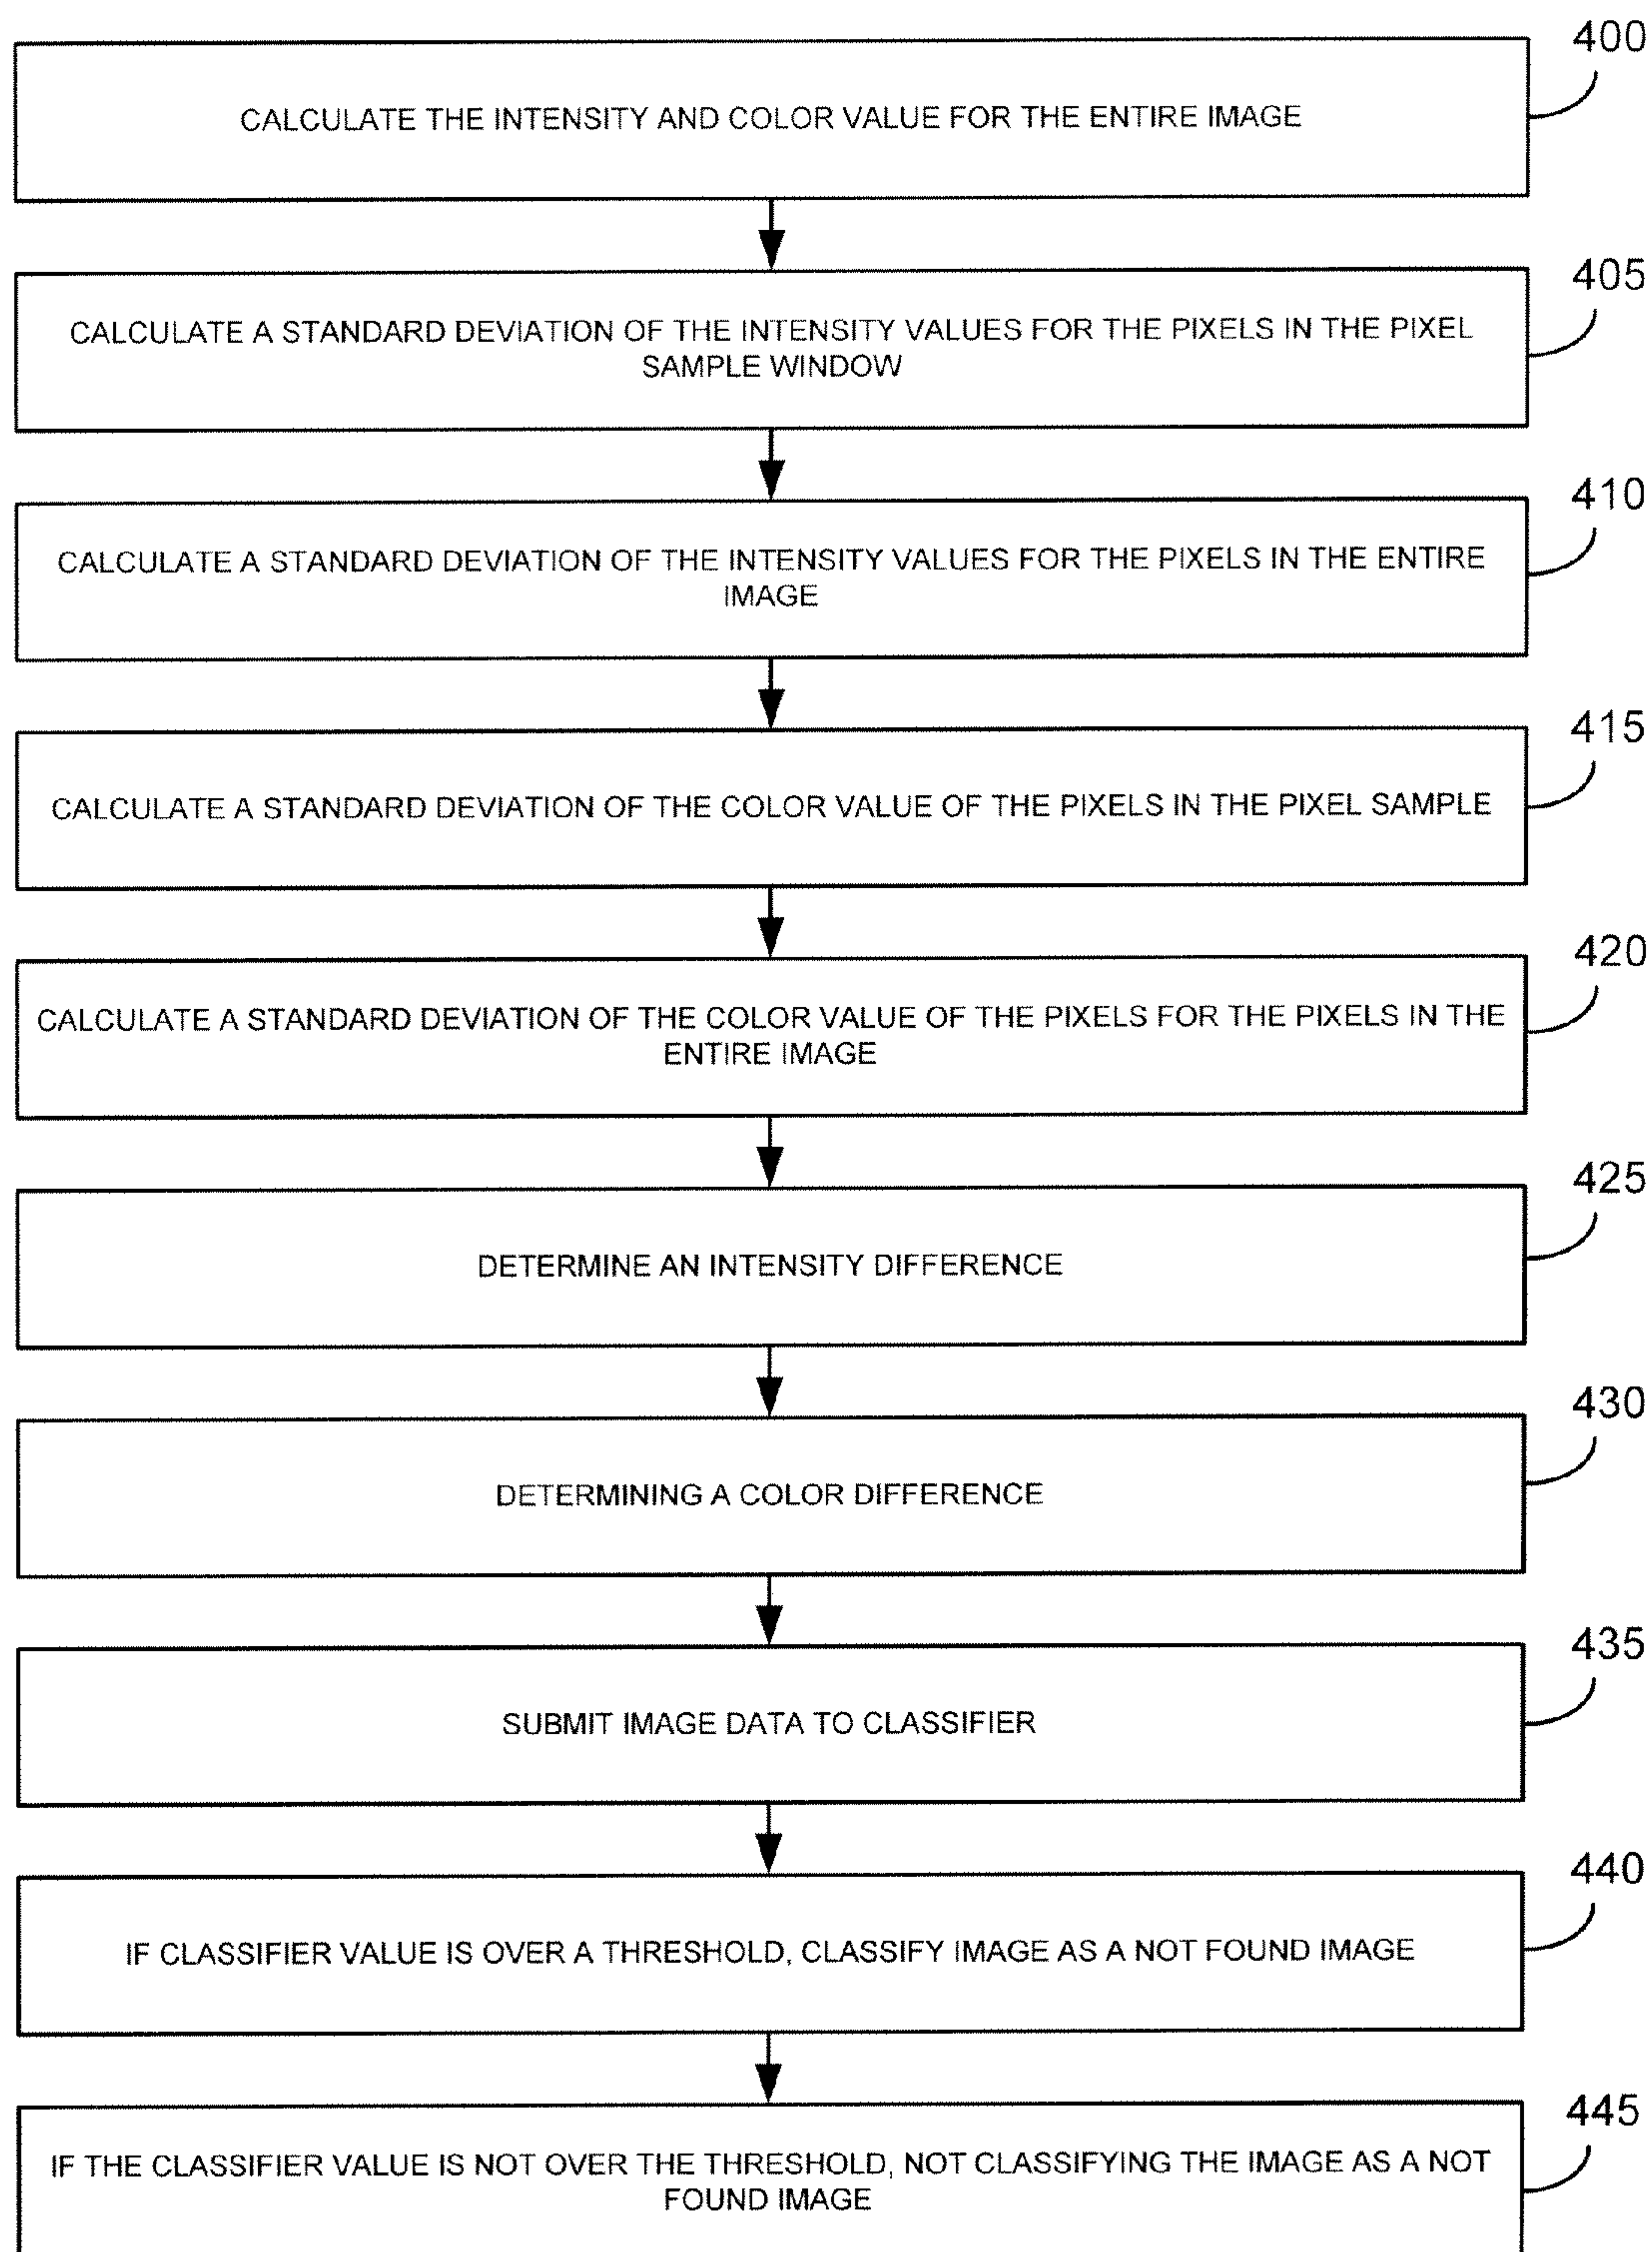 400
CALCULATE THE INTENSITY AND COLOR VALUE FOR THE ENTIRE IMAGE
405
CALCULATE A STANDARD DEVIATION OF THE INTENSITY VALUES FOR THE PIXELS IN THE PIXEL
SAMPLE WINDOW
410
CALCULATE A STANDARD DEVIATION OF THE INTENSITY VALUES FOR THE PIXELS IN THE ENTIRE
IMAGE
415
CALCULATE A STANDARD DEVIATION OF THE COLOR VALUE OF THE PIXELS IN THE PIXEL SAMPLE
420
CALCULATE A STANDARD DEVIATION OF THE COLOR VALUE OF THE PIXELS FOR THE PIXELS IN THE
ENTIRE IMAGE
425
DETERMINE AN INTENSITY DIFFERENCE
430
DETERMINING A COLOR DIFFERENCE
435
SUBMIT IMAGE DATA TO CLASSIFIER
440
IF CLASSIFIER VALUE IS OVER A THRESHOLD, CLASSIFY IMAGE AS A NOT FOUND IMAGE
445
IF THE CLASSIFIER VALUE IS NOT OVER THE THRESHOLD, NOT CLASSIFYING THE IMAGE AS A NOT
FOUND IMAGE